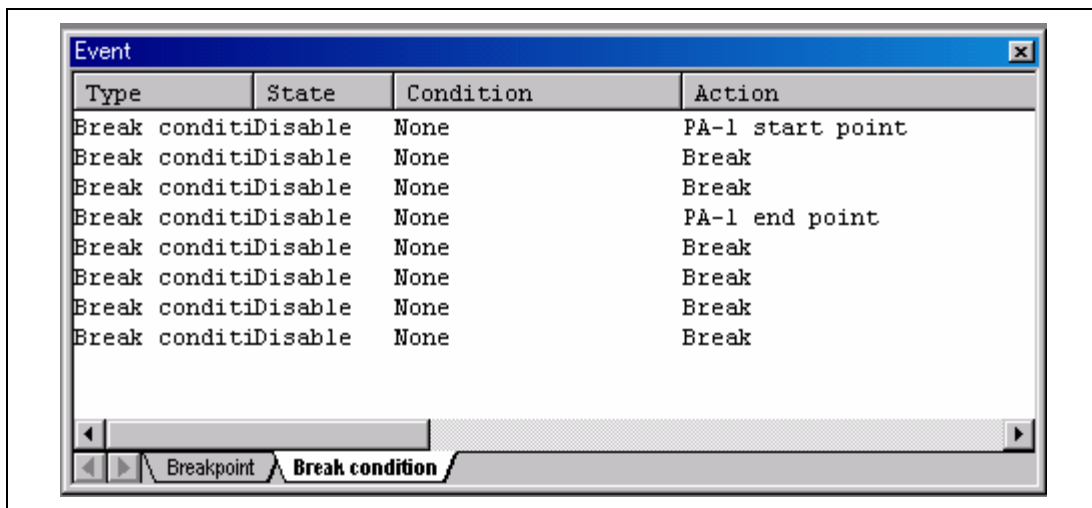 Event
Type State Condition Action
Break conditiDisable None PA-1 start point
Break conditiDisable None Break
Break conditiDisable None Break
Break conditiDisable None PA-1 end point
Break conditiDisable None Break
Break conditiDisable None Break
Break conditiDisable None Break
Break conditiDisable None Break
Breakpoint Break condition